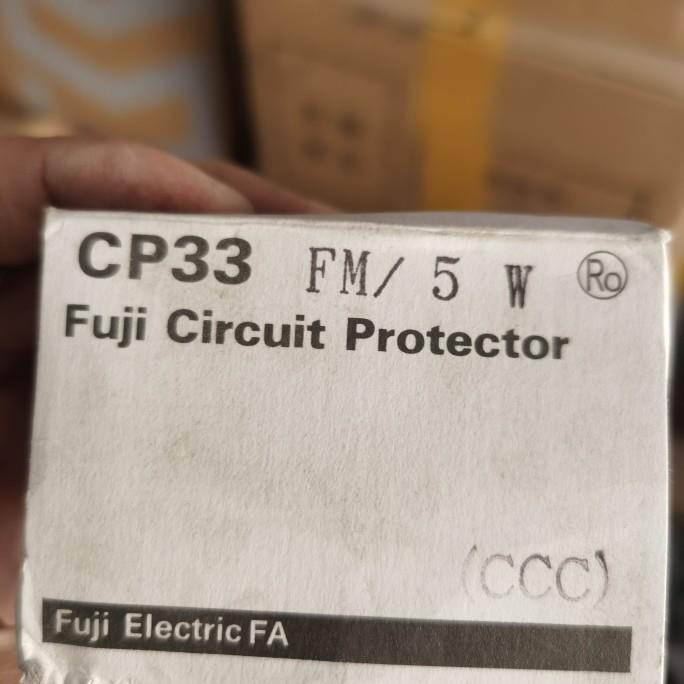 CP33 FM/ 5 W Ro
Fuji Circuit Protector
(CCC)
Fuji Electric FA